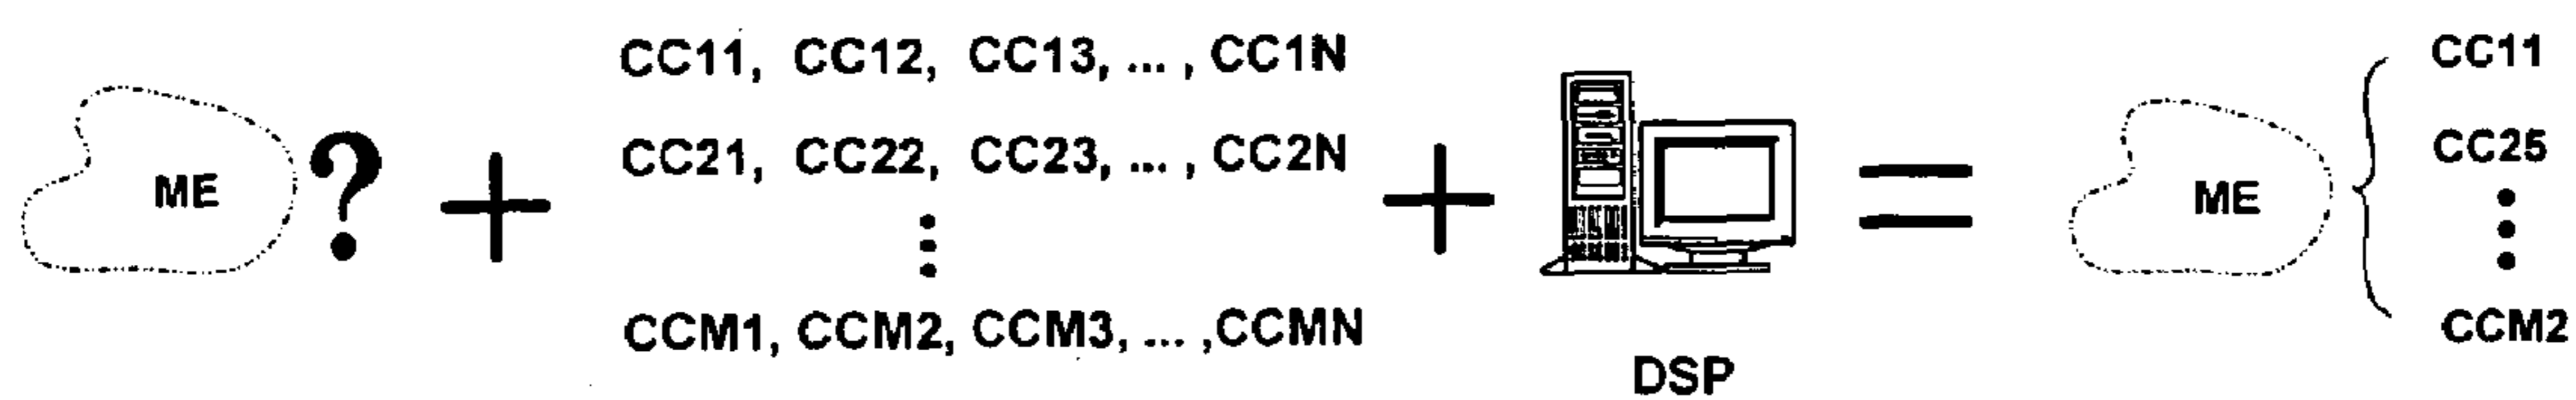 CC11, CC12, CC13, ... , CC1N
CC21, CC22, CC23, ... , CC2N
⋮
CCM1, CCM2, CCM3, ... ,CCMN
ME ?
+
+
DSP
=
ME
CC11
CC25
⋮
CCM2